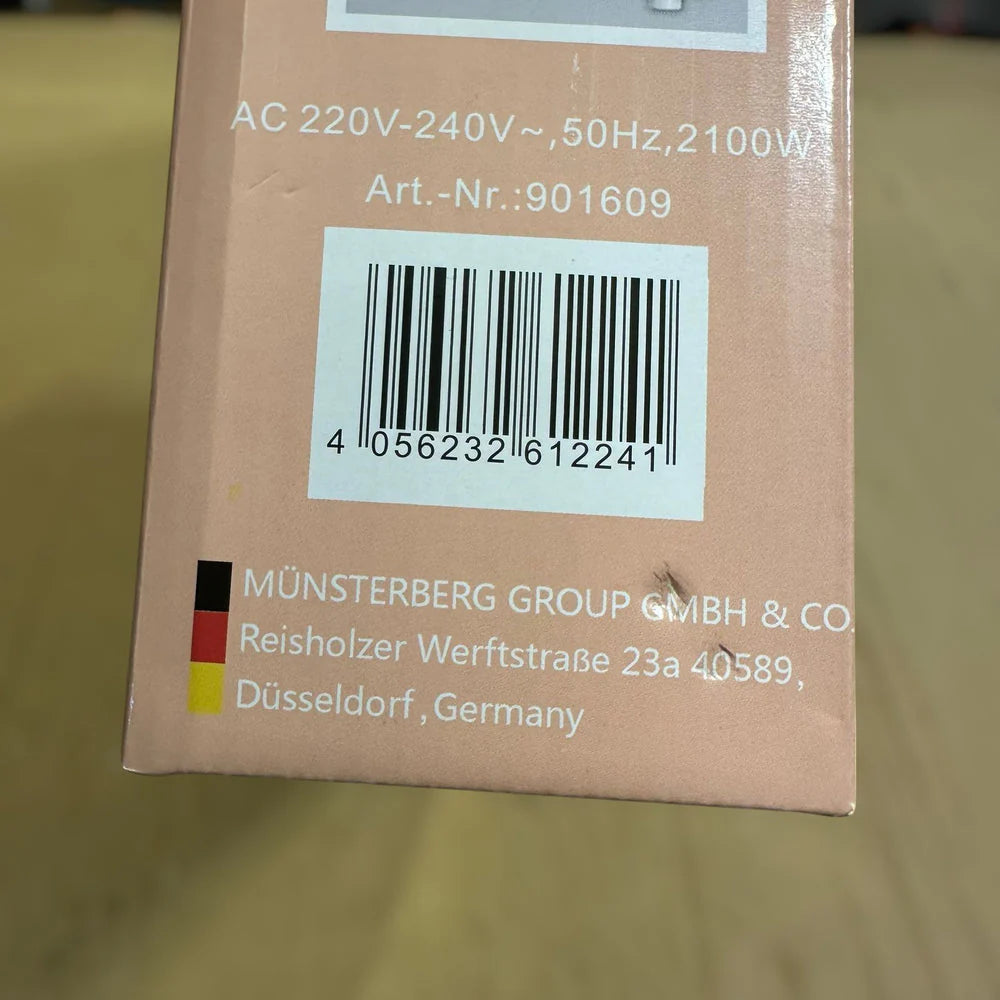 AC 220V-240V~,50Hz,2100W
Art.-Nr.:901609
4 056232 612241
MÜNSTERBERG GROUP GMBH & CO.
Reisholzer Werftstraße 23a 40589,
Düsseldorf,Germany